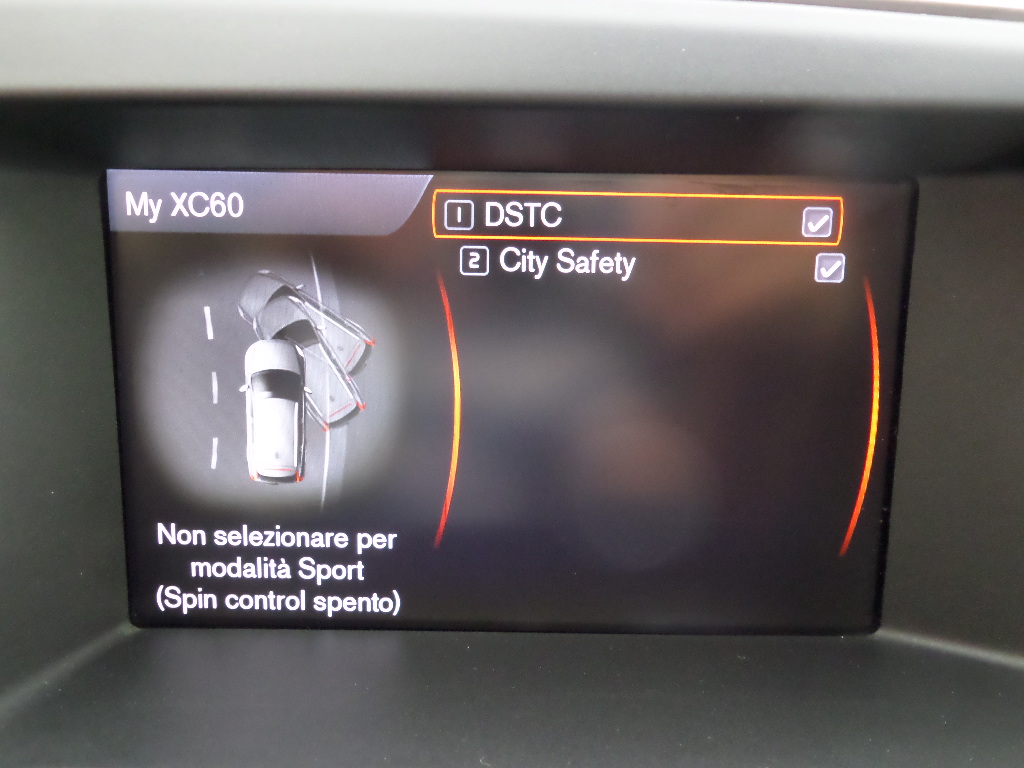 My XC60
1 DSTC
2 City Safety
Non selezionare per
modalità Sport
(Spin control spento)